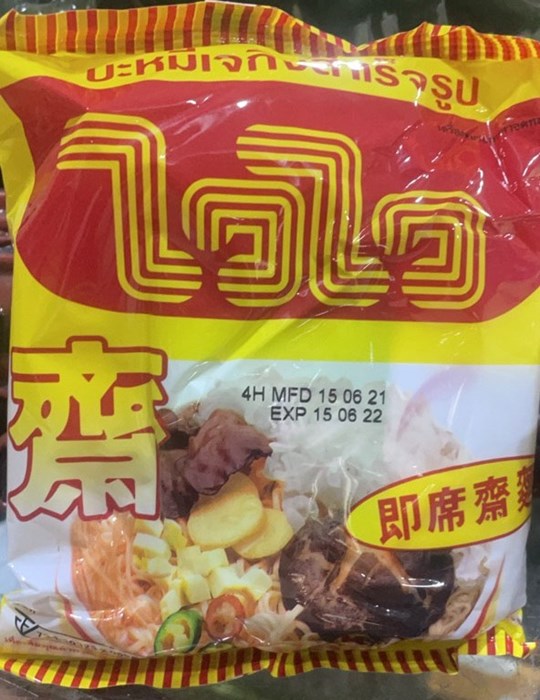 บะหมี่เจกึ่งสำเร็จรูป
ไวไว
齋
4H MFD 15 06 21
EXP 15 06 22
即席齋麵